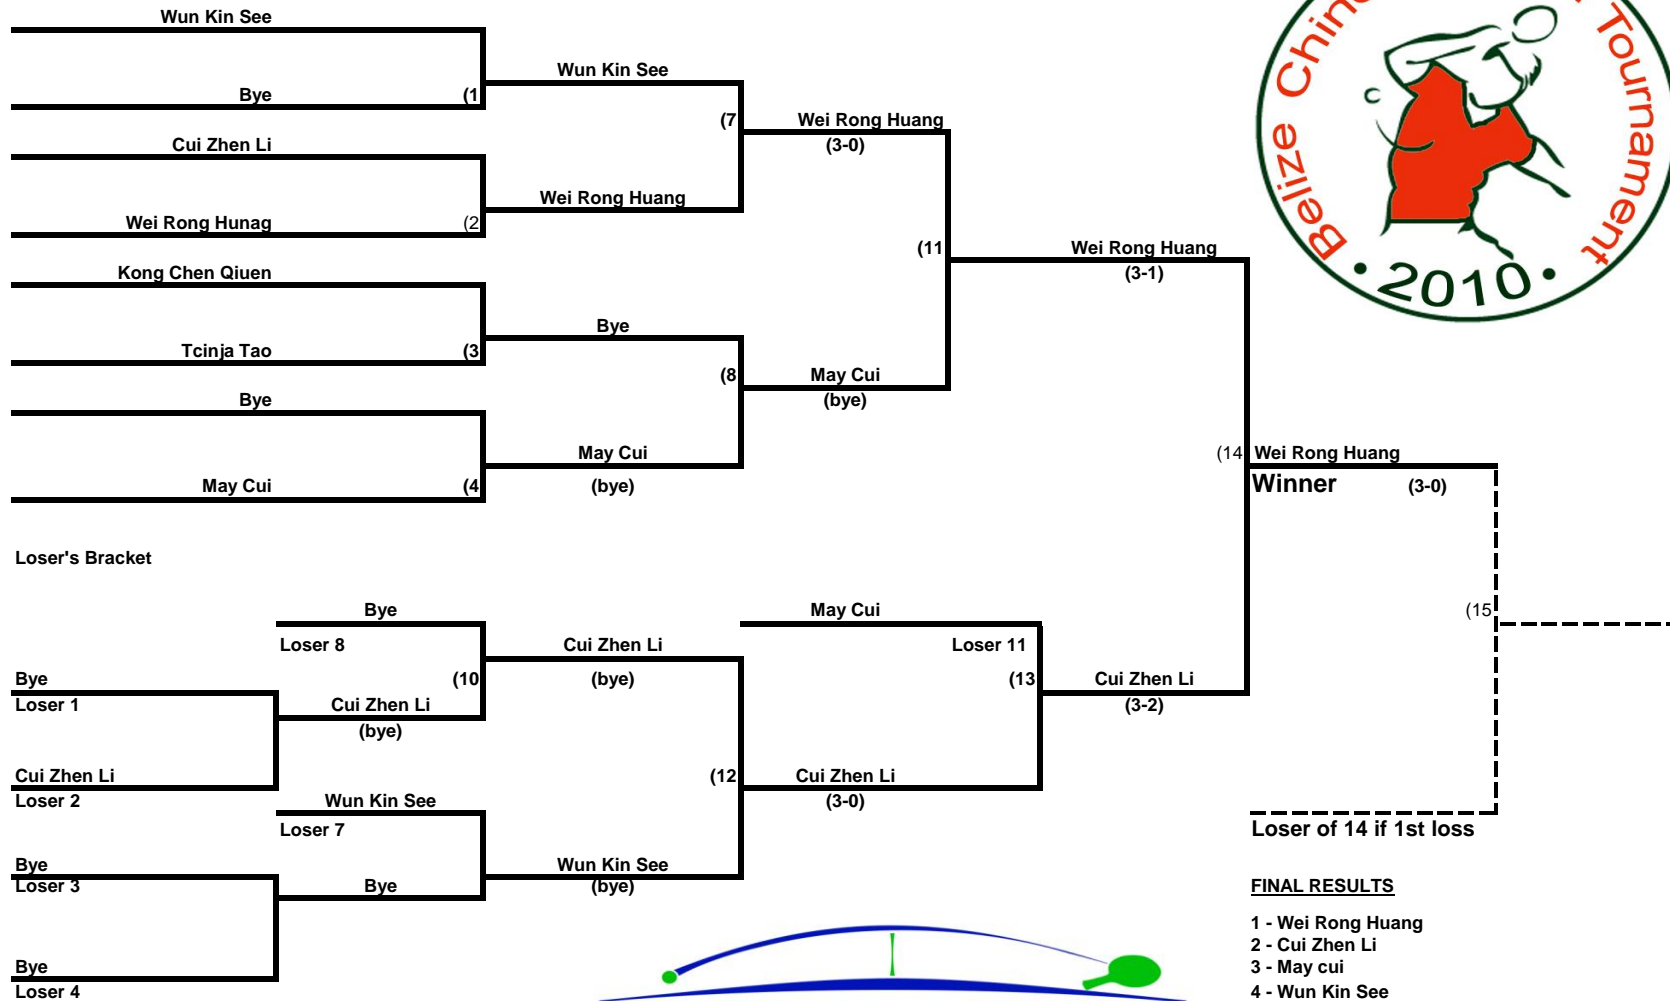 Wun Kin See
Bye (1
Wun Kin See
(7
Cui Zhen Li
Wei Rong Huang
(3-0)
Wei Rong Huang
Wei Rong Hunag (2
Kong Chen Qiuen
(11
Wei Rong Huang
(3-1)
Bye
Tcinja Tao (3
(8
May Cui
(bye)
Bye
May Cui
(bye)
May Cui (4
(14
Wei Rong Huang
Winner (3-0)
Belize Tournament
• 2010 •
Loser's Bracket
Bye
Loser 8
Cui Zhen Li
(bye)
May Cui
Loser 11
(15
Bye
Loser 1
(10
Cui Zhen Li
(bye)
(13
Cui Zhen Li
(3-2)
Cui Zhen Li
Loser 2
(12
Cui Zhen Li
(3-0)
Wun Kin See
Loser 7
Loser of 14 if 1st loss
Bye
Loser 3
Bye
Wun Kin See
(bye)
Bye
Loser 4
FINAL RESULTS
1 - Wei Rong Huang
2 - Cui Zhen Li
3 - May cui
4 - Wun Kin See